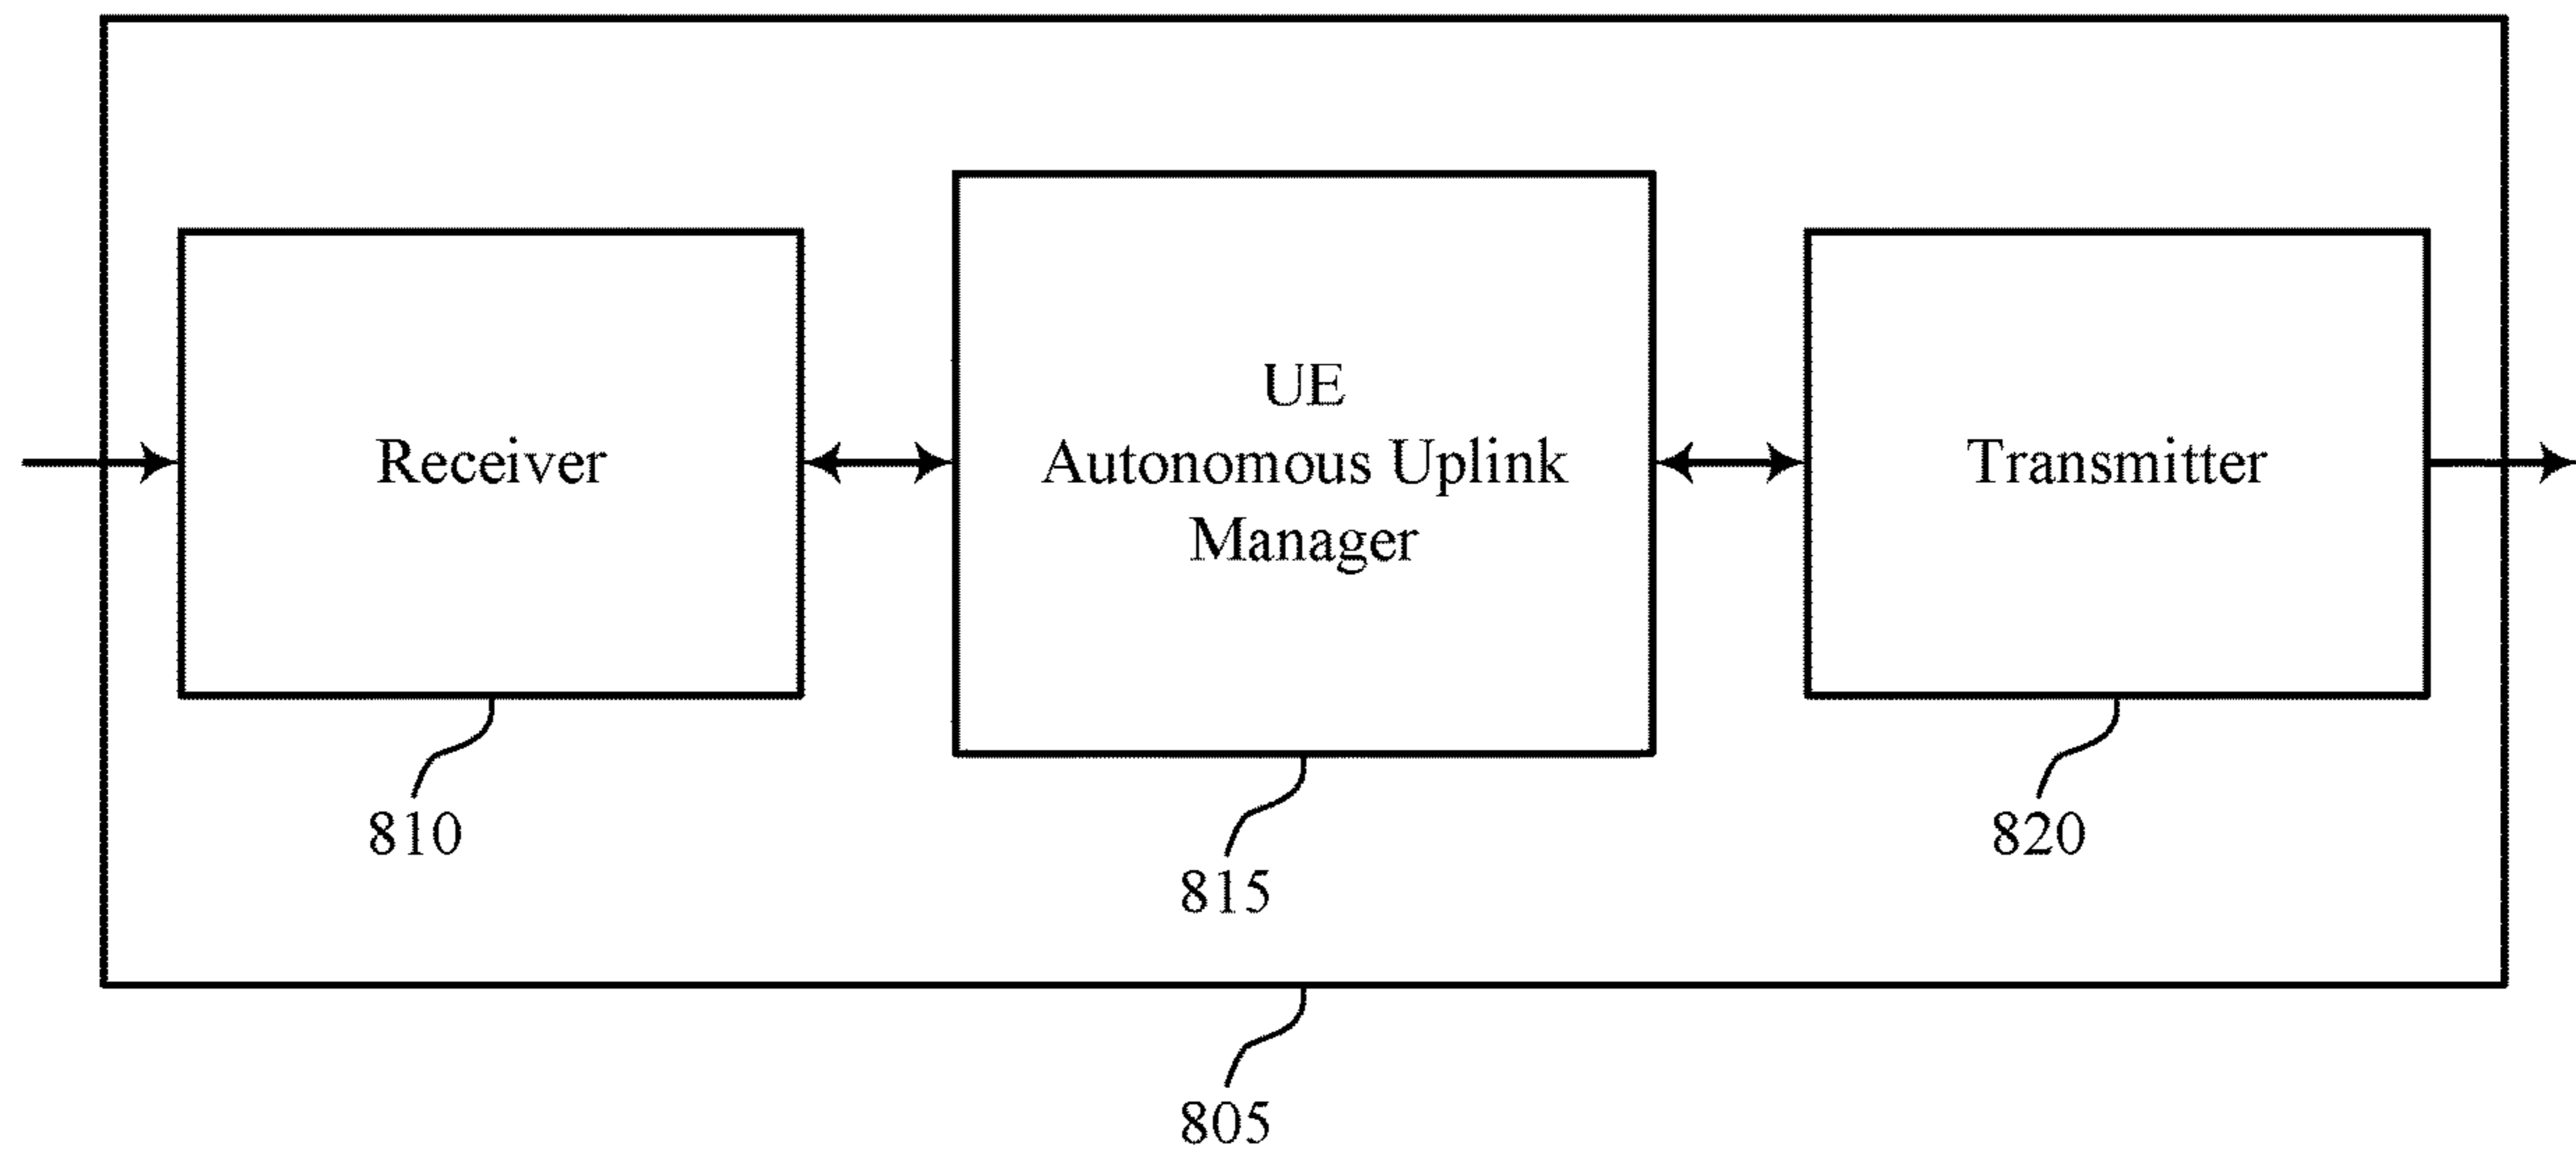 Receiver
UE
Autonomous Uplink
Manager
Transmitter
810
815
820
805